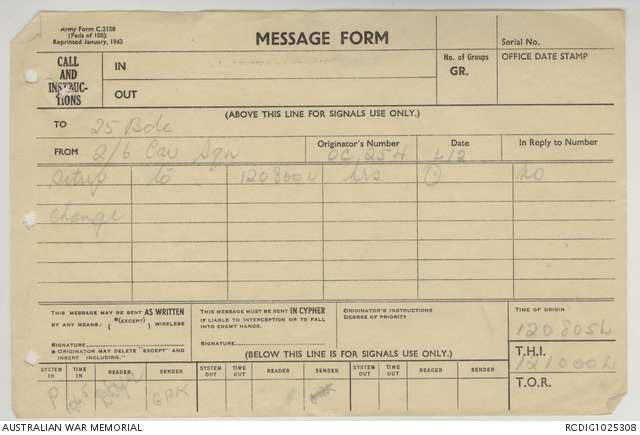 Army Form C.2128
(Pads of 100)
Reprinted January, 1942
MESSAGE FORM
Serial No.
CALL AND INSTRUC-TIONS
IN
OUT
No. of Groups
GR.
OFFICE DATE STAMP
(ABOVE THIS LINE FOR SIGNALS USE ONLY.)
TO 25 Bde
FROM 2/6 Cav Sqn
Originator's Number
OC 254
Date
L12
In Reply to Number
sitrep to 120800L hrs (1) no
change
THIS MESSAGE MAY BE SENT AS WRITTEN
BY ANY MEANS. *(EXCEPT) WIRELESS
SIGNATURE
* ORIGINATOR MAY DELETE "EXCEPT" AND INSERT "INCLUDING."
THIS MESSAGE MUST BE SENT IN CYPHER
IF LIABLE TO INTERCEPTION OR TO FALL INTO ENEMY HANDS.
SIGNATURE
ORIGINATOR'S INSTRUCTIONS
DEGREE OF PRIORITY
TIME OF ORIGIN
120805L
T.H.I.
121000L
T.O.R.
(BELOW THIS LINE IS FOR SIGNALS USE ONLY.)
SYSTEM IN TIME IN READER SENDER SYSTEM OUT TIME OUT READER SENDER SYSTEM OUT TIME OUT READER SENDER
P
AUSTRALIAN WAR MEMORIAL
RCDIG1025308